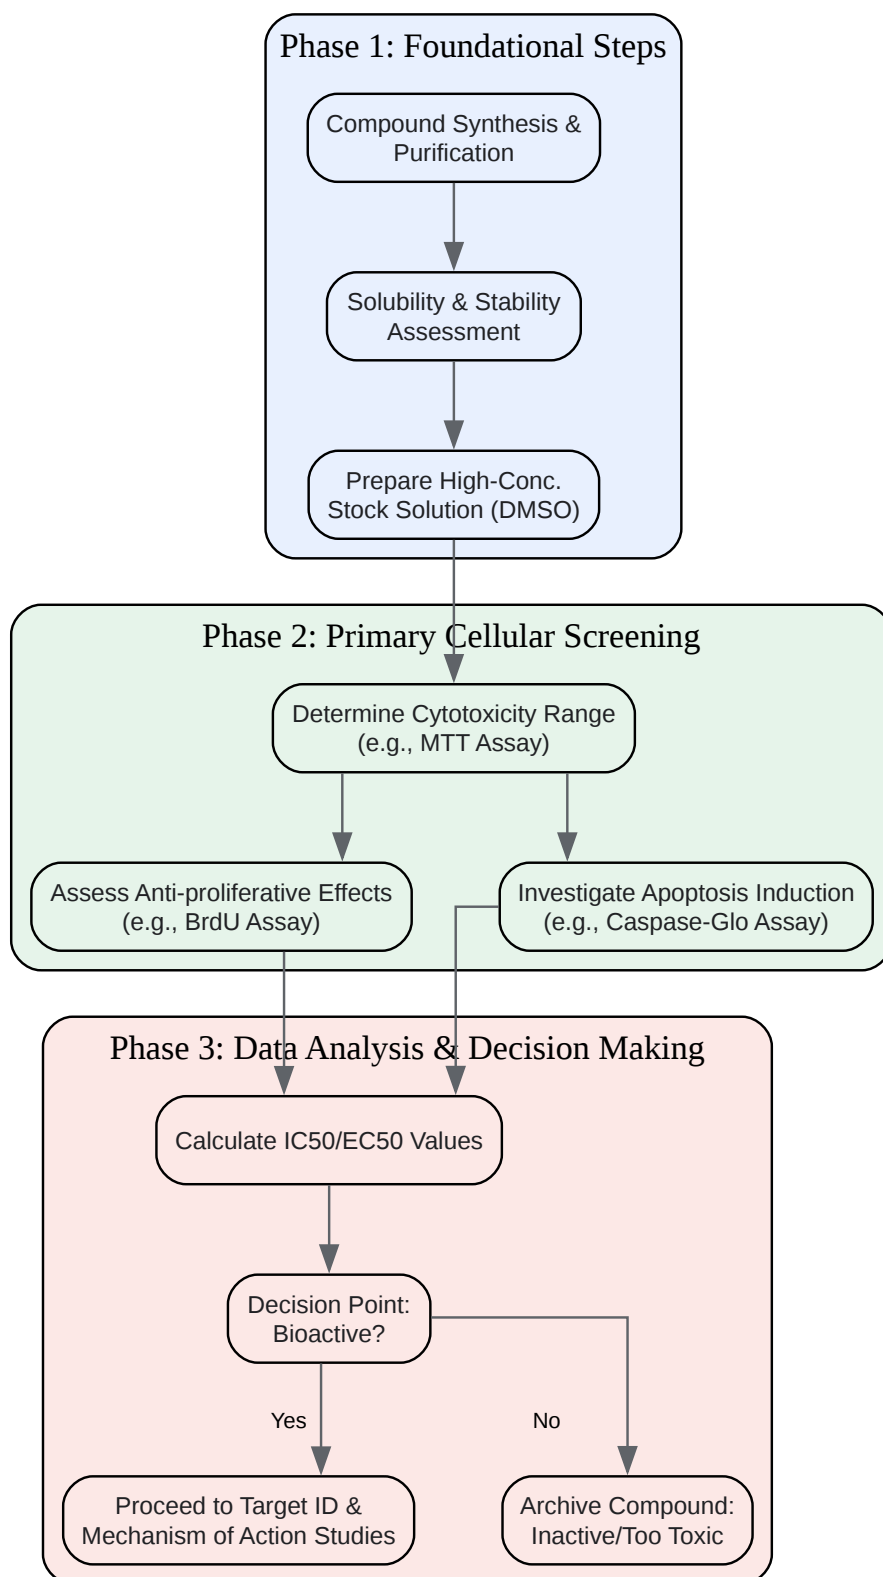 Phase 1: Foundational Steps
Compound Synthesis &
Purification
Solubility & Stability
Assessment
Prepare High-Conc.
Stock Solution (DMSO)
Phase 2: Primary Cellular Screening
Determine Cytotoxicity Range
(e.g., MTT Assay)
Assess Anti-proliferative Effects
(e.g., BrdU Assay)
Investigate Apoptosis Induction
(e.g., Caspase-Glo Assay)
Phase 3: Data Analysis & Decision Making
Calculate IC50/EC50 Values
Decision Point:
Bioactive?
Yes
No
Proceed to Target ID &
Mechanism of Action Studies
Archive Compound:
Inactive/Too Toxic